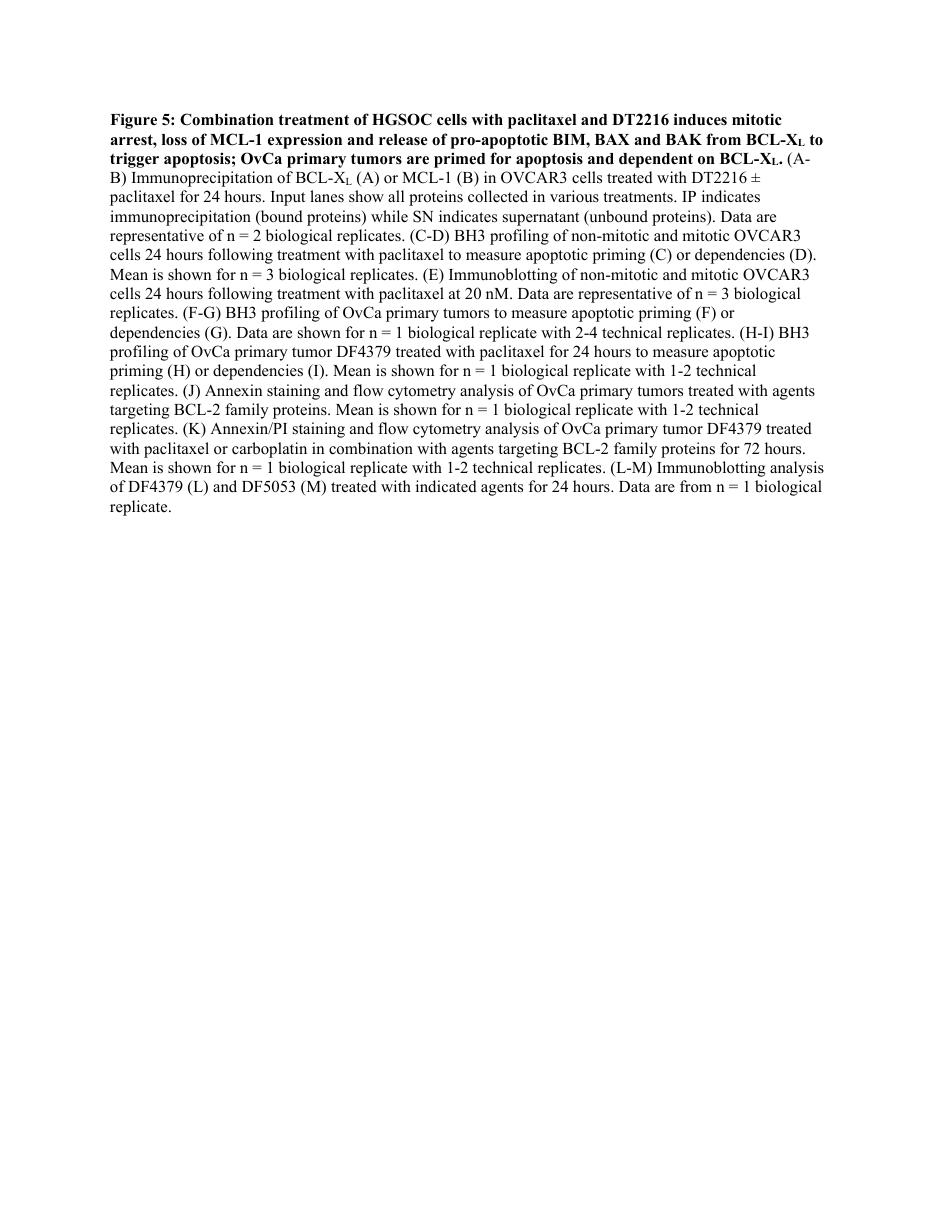 Figure 5: Combination treatment of HGSOC cells with paclitaxel and DT2216 induces mitotic
arrest, loss of MCL-1 expression and release of pro-apoptotic BIM, BAX and BAK from BCL-XL to
trigger apoptosis; OvCa primary tumors are primed for apoptosis and dependent on BCL-XL. (A-
B) Immunoprecipitation of BCL-XL (A) or MCL-1 (B) in OVCAR3 cells treated with DT2216 ±
paclitaxel for 24 hours. Input lanes show all proteins collected in various treatments. IP indicates
immunoprecipitation (bound proteins) while SN indicates supernatant (unbound proteins). Data are
representative of n = 2 biological replicates. (C-D) BH3 profiling of non-mitotic and mitotic OVCAR3
cells 24 hours following treatment with paclitaxel to measure apoptotic priming (C) or dependencies (D).
Mean is shown for n = 3 biological replicates. (E) Immunoblotting of non-mitotic and mitotic OVCAR3
cells 24 hours following treatment with paclitaxel at 20 nM. Data are representative of n = 3 biological
replicates. (F-G) BH3 profiling of OvCa primary tumors to measure apoptotic priming (F) or
dependencies (G). Data are shown for n = 1 biological replicate with 2-4 technical replicates. (H-I) BH3
profiling of OvCa primary tumor DF4379 treated with paclitaxel for 24 hours to measure apoptotic
priming (H) or dependencies (I). Mean is shown for n = 1 biological replicate with 1-2 technical
replicates. (J) Annexin staining and flow cytometry analysis of OvCa primary tumors treated with agents
targeting BCL-2 family proteins. Mean is shown for n = 1 biological replicate with 1-2 technical
replicates. (K) Annexin/PI staining and flow cytometry analysis of OvCa primary tumor DF4379 treated
with paclitaxel or carboplatin in combination with agents targeting BCL-2 family proteins for 72 hours.
Mean is shown for n = 1 biological replicate with 1-2 technical replicates. (L-M) Immunoblotting analysis
of DF4379 (L) and DF5053 (M) treated with indicated agents for 24 hours. Data are from n = 1 biological
replicate.